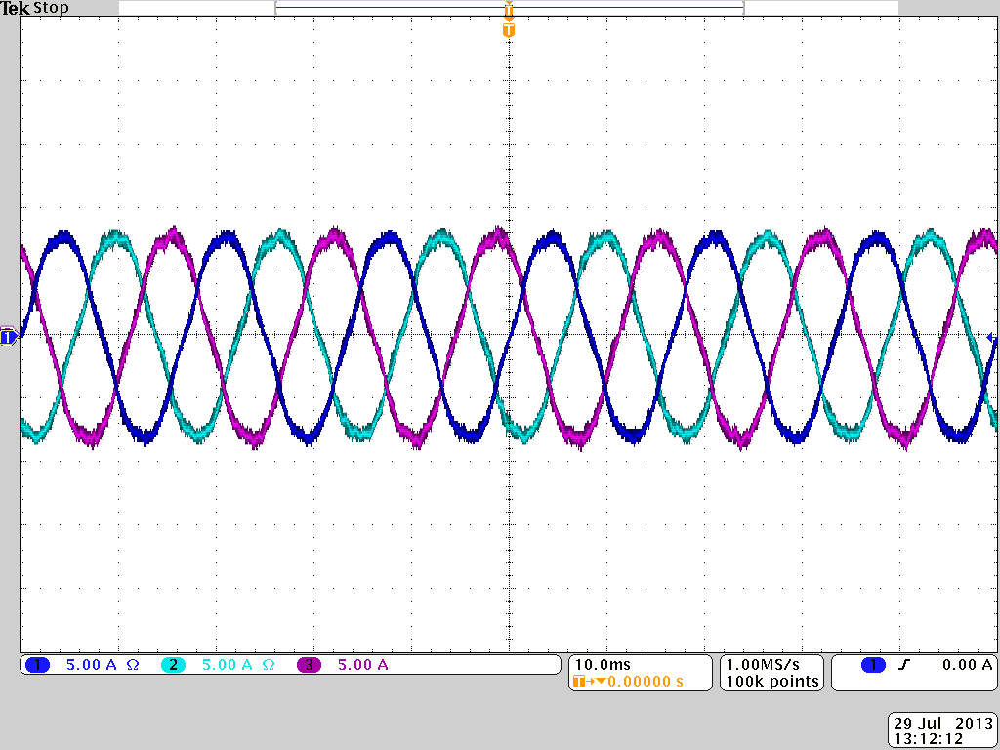 Tek Stop
T
T
T
1 5.00 A Ω 2 5.00 A Ω 3 5.00 A
10.0ms
T→▼0.00000 s
1.00MS/s
100k points
1 ʃ 0.00 A
29 Jul 2013
13:12:12